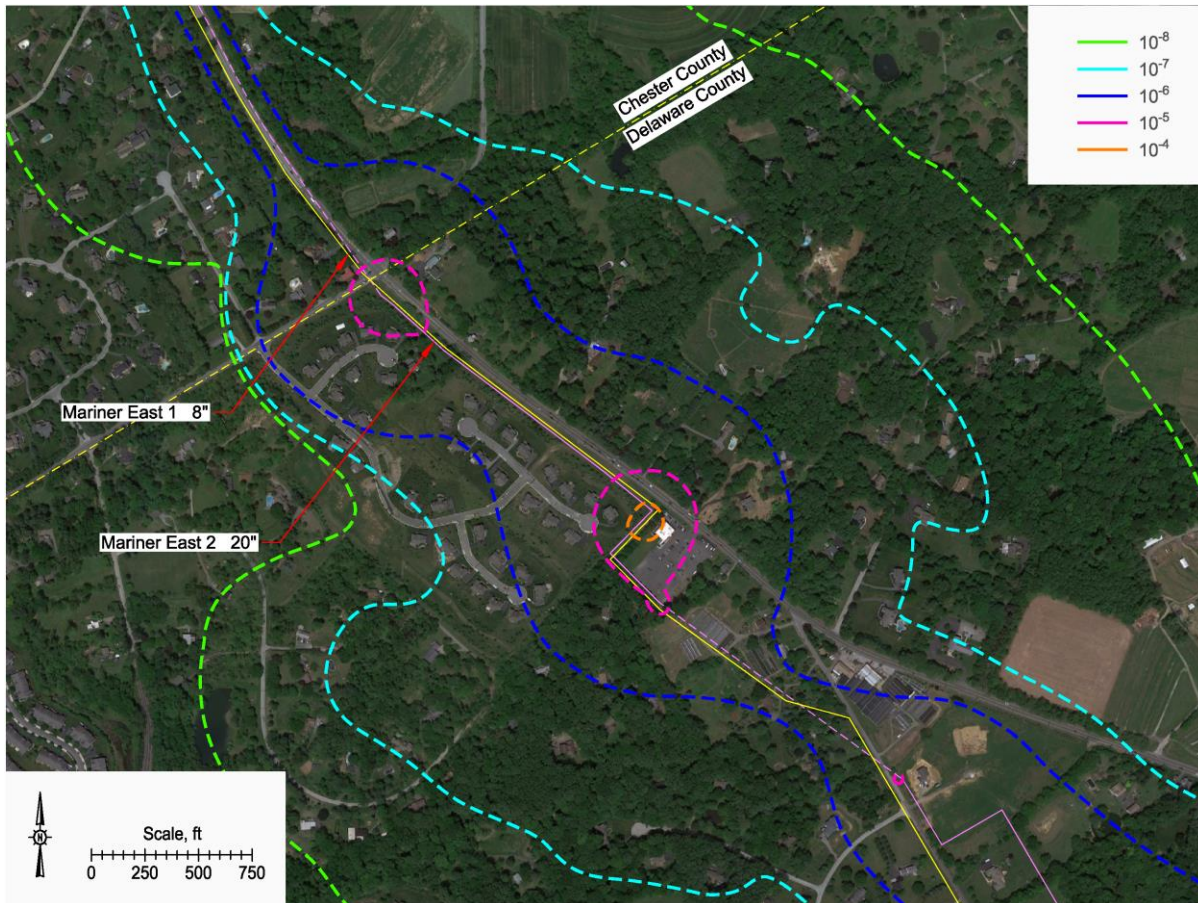 Chester County
Delaware County
10⁻⁸
10⁻⁷
10⁻⁶
10⁻⁵
10⁻⁴
Mariner East 1 8"
Mariner East 2 20"
N
Scale, ft
0 250 500 750